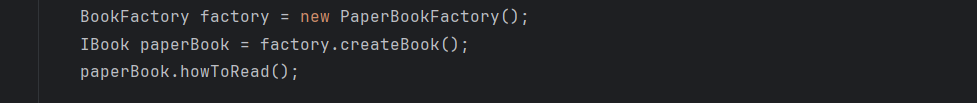 BookFactory factory = new PaperBookFactory();
IBook paperBook = factory.createBook();
paperBook.howToRead();